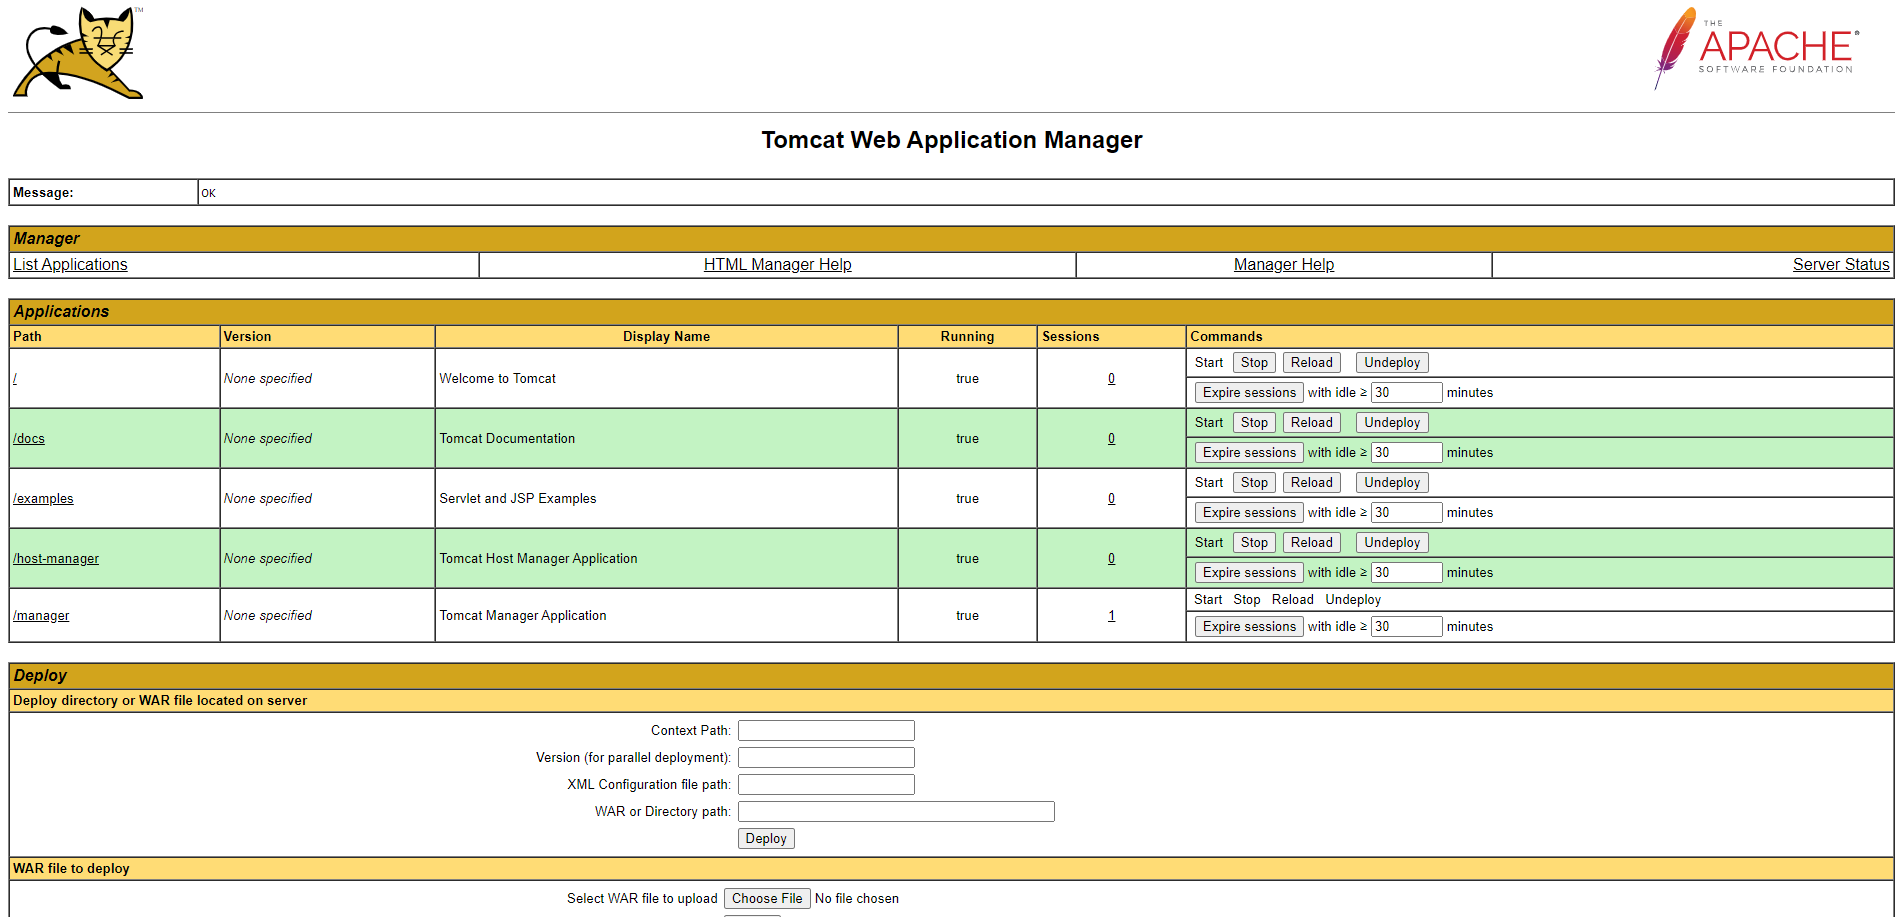 TM
THE
APACHE®
SOFTWARE FOUNDATION
Tomcat Web Application Manager
Message: OK
Manager
List Applications HTML Manager Help Manager Help Server Status
Applications
Path Version Display Name Running Sessions Commands
/ None specified Welcome to Tomcat true 0 Start Stop Reload Undeploy
Expire sessions with idle ≥ 30 minutes
/docs None specified Tomcat Documentation true 0 Start Stop Reload Undeploy
Expire sessions with idle ≥ 30 minutes
/examples None specified Servlet and JSP Examples true 0 Start Stop Reload Undeploy
Expire sessions with idle ≥ 30 minutes
/host-manager None specified Tomcat Host Manager Application true 0 Start Stop Reload Undeploy
Expire sessions with idle ≥ 30 minutes
/manager None specified Tomcat Manager Application true 1 Start Stop Reload Undeploy
Expire sessions with idle ≥ 30 minutes
Deploy
Deploy directory or WAR file located on server
Context Path:
Version (for parallel deployment):
XML Configuration file path:
WAR or Directory path:
Deploy
WAR file to deploy
Select WAR file to upload Choose File No file chosen